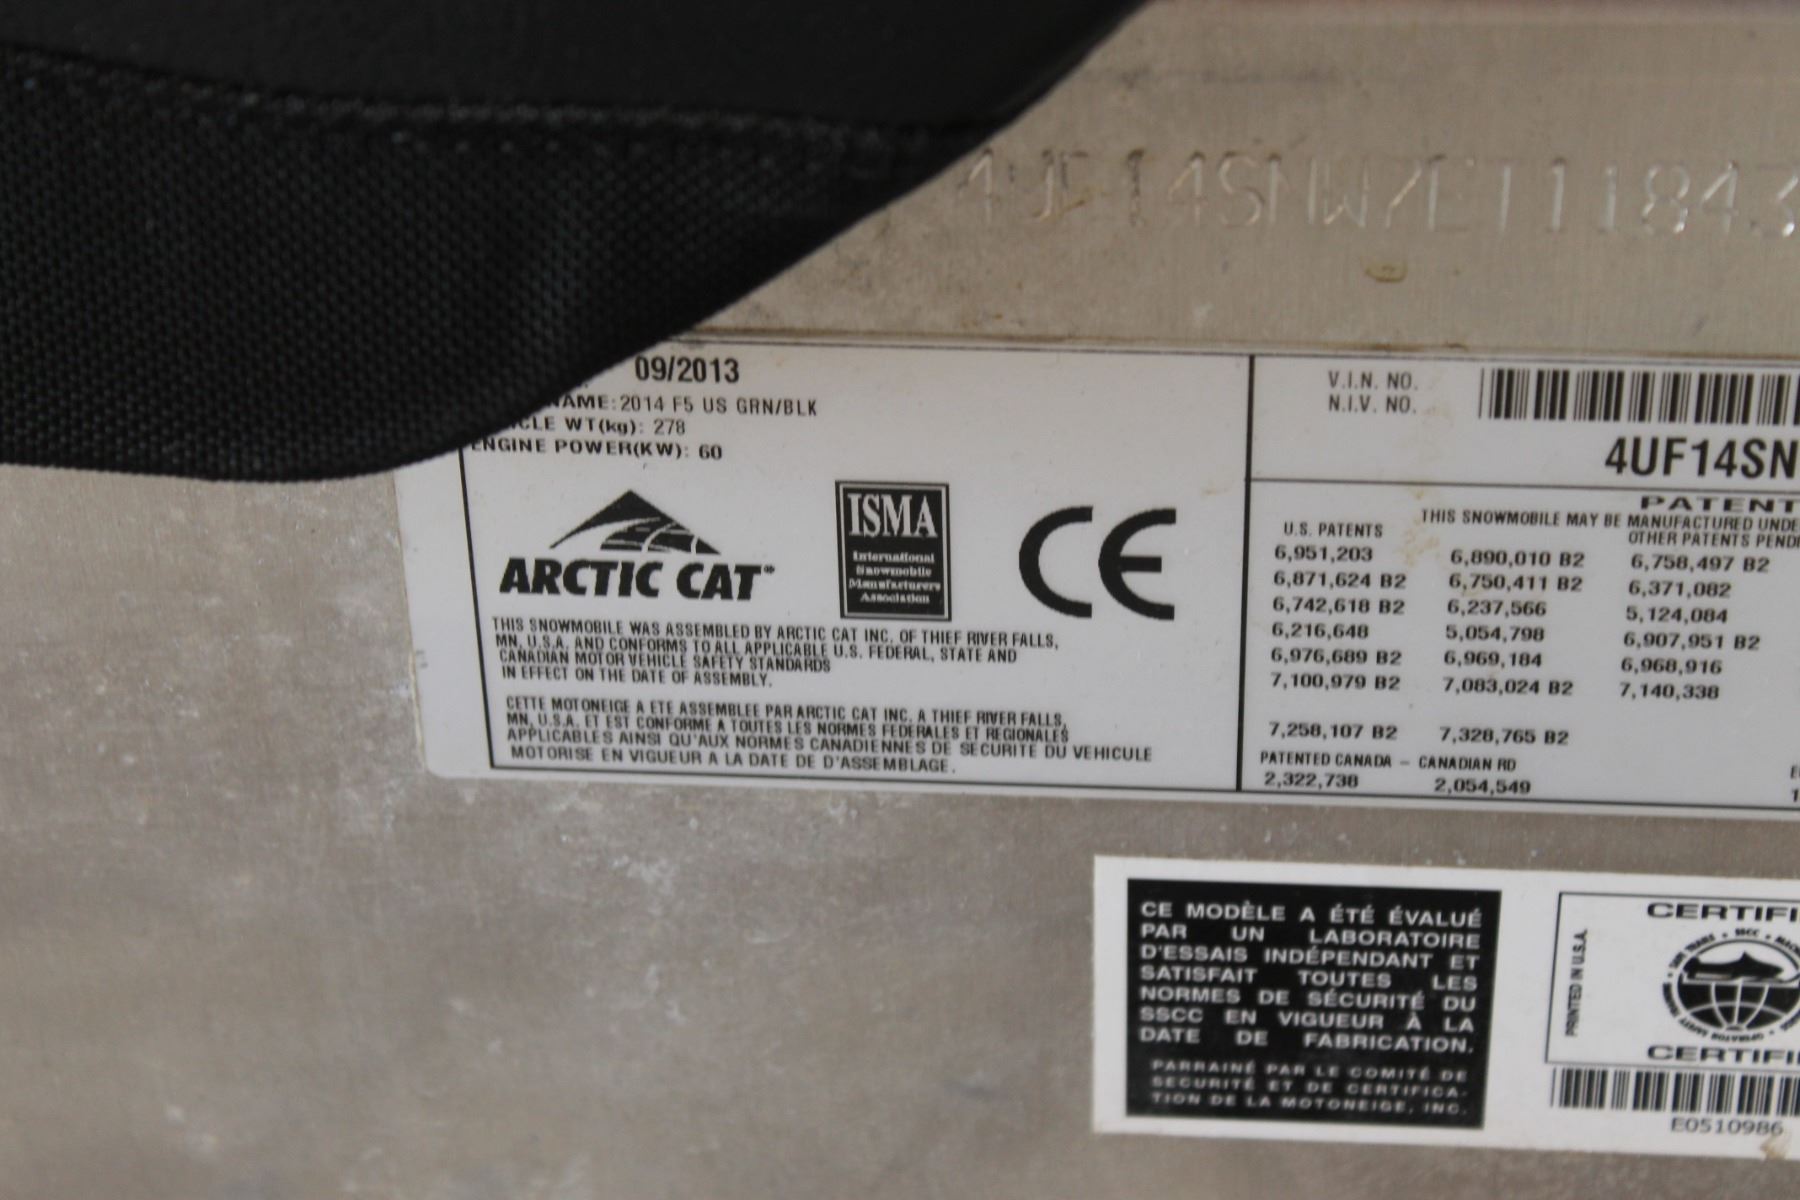 4UF14SNW7ET11843
09/2013
NAME: 2014 F5 US GRN/BLK
CLE WT(kg): 278
ENGINE POWER(KW): 60
ARCTIC CAT®
ISMA
International
Snowmobile
Manufacturers
Association
CE
THIS SNOWMOBILE WAS ASSEMBLED BY ARCTIC CAT INC. OF THIEF RIVER FALLS,
MN, U.S.A. AND CONFORMS TO ALL APPLICABLE U.S. FEDERAL, STATE AND
CANADIAN MOTOR VEHICLE SAFETY STANDARDS
IN EFFECT ON THE DATE OF ASSEMBLY.
CETTE MOTONEIGE A ETE ASSEMBLEE PAR ARCTIC CAT INC. A THIEF RIVER FALLS,
MN, U.S.A. ET EST CONFORME A TOUTES LES NORMES FEDERALES ET REGIONALES
APPLICABLES AINSI QU'AUX NORMES CANADIENNES DE SECURITE DU VEHICULE
MOTORISE EN VIGUEUR A LA DATE DE D'ASSEMBLAGE.
V.I.N. NO.
N.I.V. NO.
4UF14SN
PATENT
THIS SNOWMOBILE MAY BE MANUFACTURED UNDE
OTHER PATENTS PENDI
U.S. PATENTS
6,951,203 6,890,010 B2 6,758,497 B2
6,871,624 B2 6,750,411 B2 6,371,082
6,742,618 B2 6,237,566 5,124,084
6,216,648 5,054,798 6,907,951 B2
6,976,689 B2 6,969,184 6,968,916
7,100,979 B2 7,083,024 B2 7,140,338
7,258,107 B2 7,328,765 B2
PATENTED CANADA – CANADIAN RD
2,322,738 2,054,549
CE MODÈLE A ÉTÉ ÉVALUÉ
PAR UN LABORATOIRE
D'ESSAIS INDÉPENDANT ET
SATISFAIT TOUTES LES
NORMES DE SÉCURITÉ DU
SSCC EN VIGUEUR À LA
DATE DE FABRICATION.
PARRAINÉ PAR LE COMITÉ DE
SECURITÉ ET DE CERTIFICA-
TION DE LA MOTONEIGE, INC.
PRINTED IN U.S.A.
CERTIFI
SSCC
CERTIFI
E0510986